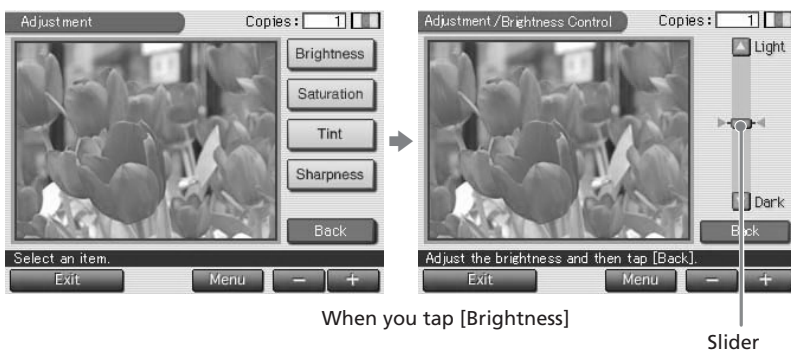 Adjustment
Copies: 1
Brightness
Saturation
Tint
Sharpness
Back
Select an item.
Exit
Menu
− +
Adjustment/Brightness Control
Copies: 1
Light
Dark
Back
Adjust the brightness and then tap [Back].
Exit
Menu
− +
When you tap [Brightness]
Slider